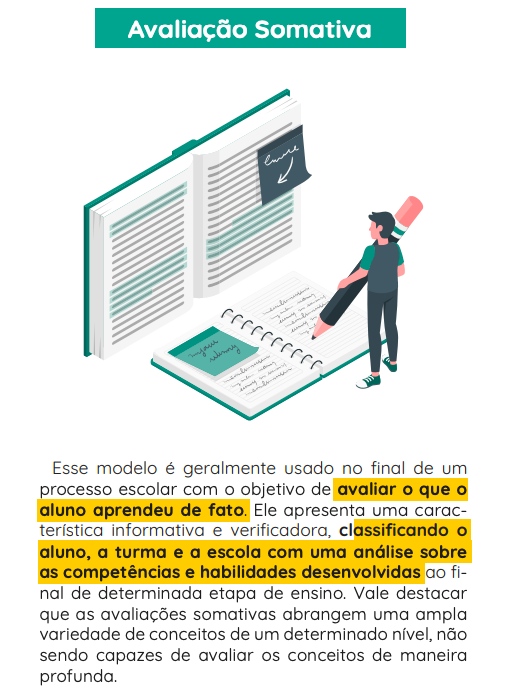 Avaliação Somativa
Esse modelo é geralmente usado no final de um
processo escolar com o objetivo de avaliar o que o
aluno aprendeu de fato. Ele apresenta uma carac-
terística informativa e verificadora, classificando o
aluno, a turma e a escola com uma análise sobre
as competências e habilidades desenvolvidas ao fi-
nal de determinada etapa de ensino. Vale destacar
que as avaliações somativas abrangem uma ampla
variedade de conceitos de um determinado nível, não
sendo capazes de avaliar os conceitos de maneira
profunda.